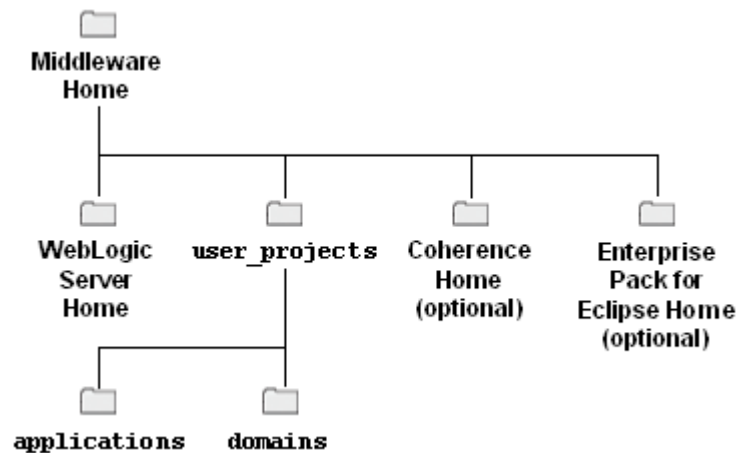 Middleware
Home
WebLogic
Server
Home
user_projects
Coherence
Home
(optional)
Enterprise
Pack for
Eclipse Home
(optional)
applications
domains